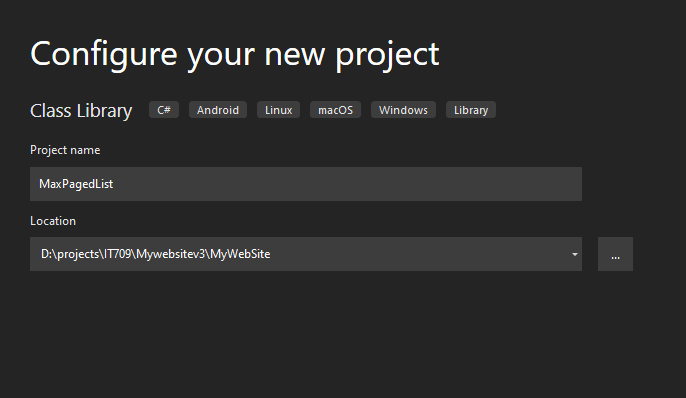 Configure your new project
Class Library C# Android Linux macOS Windows Library
Project name
MaxPagedList
Location
D:\projects\IT709\Mywebsitev3\MyWebSite
...